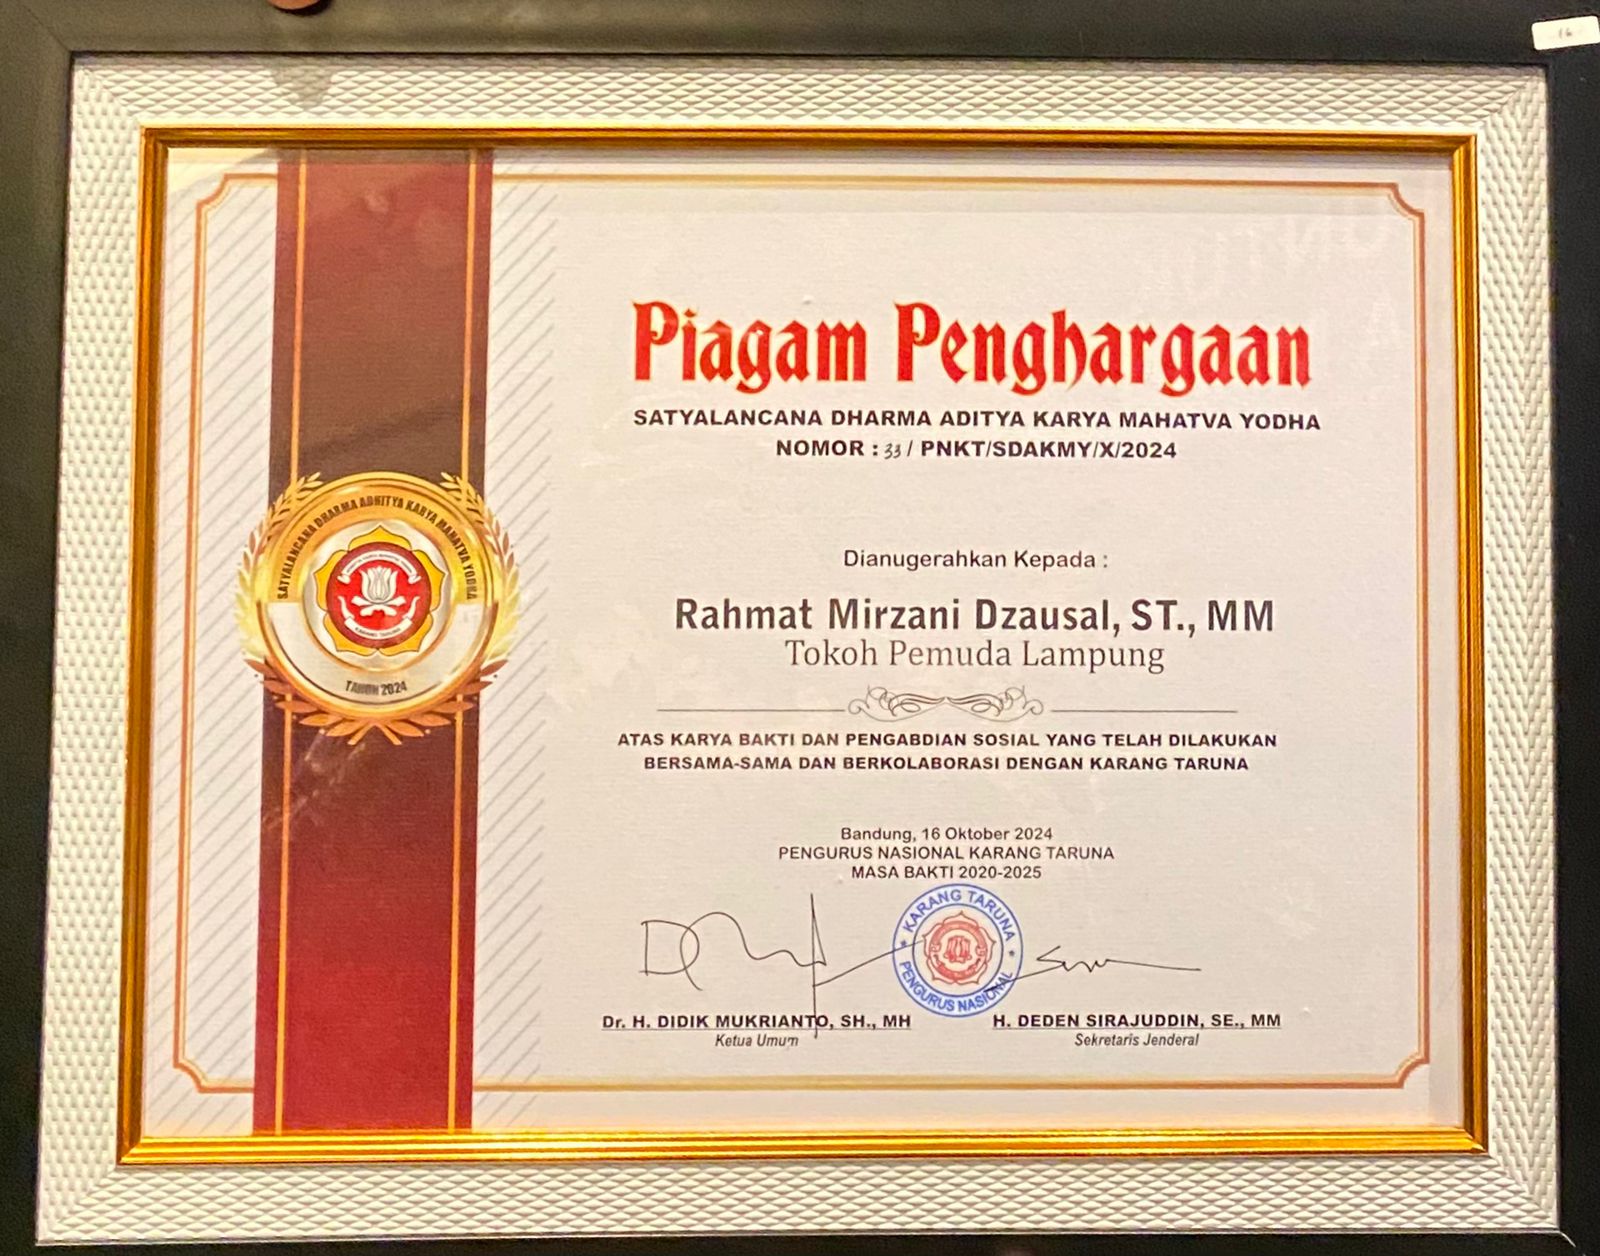 Piagam Penghargaan
SATYALANCANA DHARMA ADITYA KARYA MAHATVA YODHA
NOMOR : 33 / PNKT/SDAKMY/X/2024
SATYALANCANA DHARMA ADHITYA KARYA MAHATVA YODHA
KARANG TARUNA
TAHUN 2024
Dianugerahkan Kepada :
Rahmat Mirzani Dzausal, ST., MM
Tokoh Pemuda Lampung
ATAS KARYA BAKTI DAN PENGABDIAN SOSIAL YANG TELAH DILAKUKAN
BERSAMA-SAMA DAN BERKOLABORASI DENGAN KARANG TARUNA
Bandung, 16 Oktober 2024
PENGURUS NASIONAL KARANG TARUNA
MASA BAKTI 2020-2025
KARANG TARUNA
PENGURUS NASIONAL
Dr. H. DIDIK MUKRIANTO, SH., MH
Ketua Umum
H. DEDEN SIRAJUDDIN, SE., MM
Sekretaris Jenderal